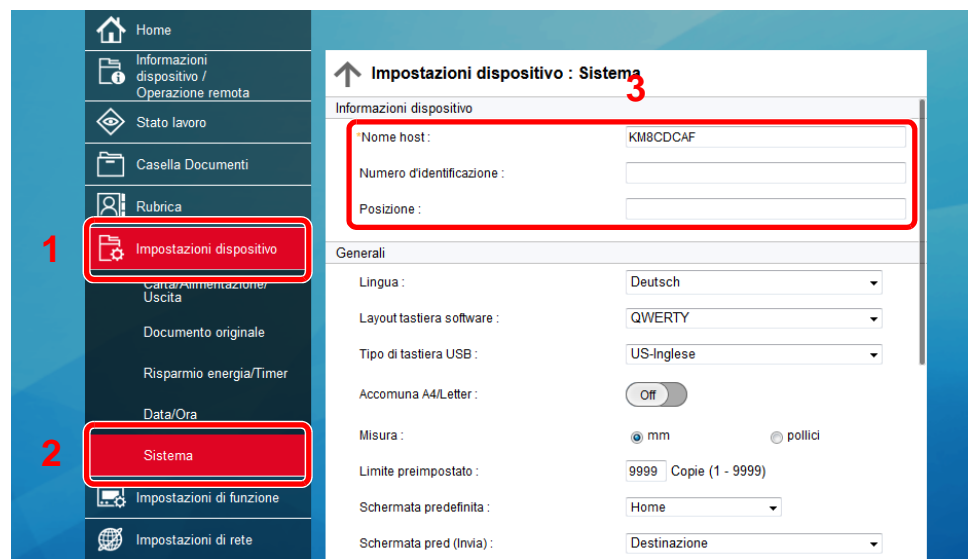 Home
Informazioni
dispositivo /
Operazione remota
Stato lavoro
Casella Documenti
Rubrica
1
Impostazioni dispositivo
Carta/Alimentazione/
Uscita
Documento originale
Risparmio energia/Timer
Data/Ora
2
Sistema
Impostazioni di funzione
Impostazioni di rete
Impostazioni dispositivo : Sistema
3
Informazioni dispositivo
*Nome host : KM8CDCAF
Numero d'identificazione :
Posizione :
Generali
Lingua : Deutsch
Layout tastiera software : QWERTY
Tipo di tastiera USB : US-Inglese
Accomuna A4/Letter : Off
Misura : mm pollici
Limite preimpostato : 9999 Copie (1 - 9999)
Schermata predefinita : Home
Schermata pred (Invia) : Destinazione